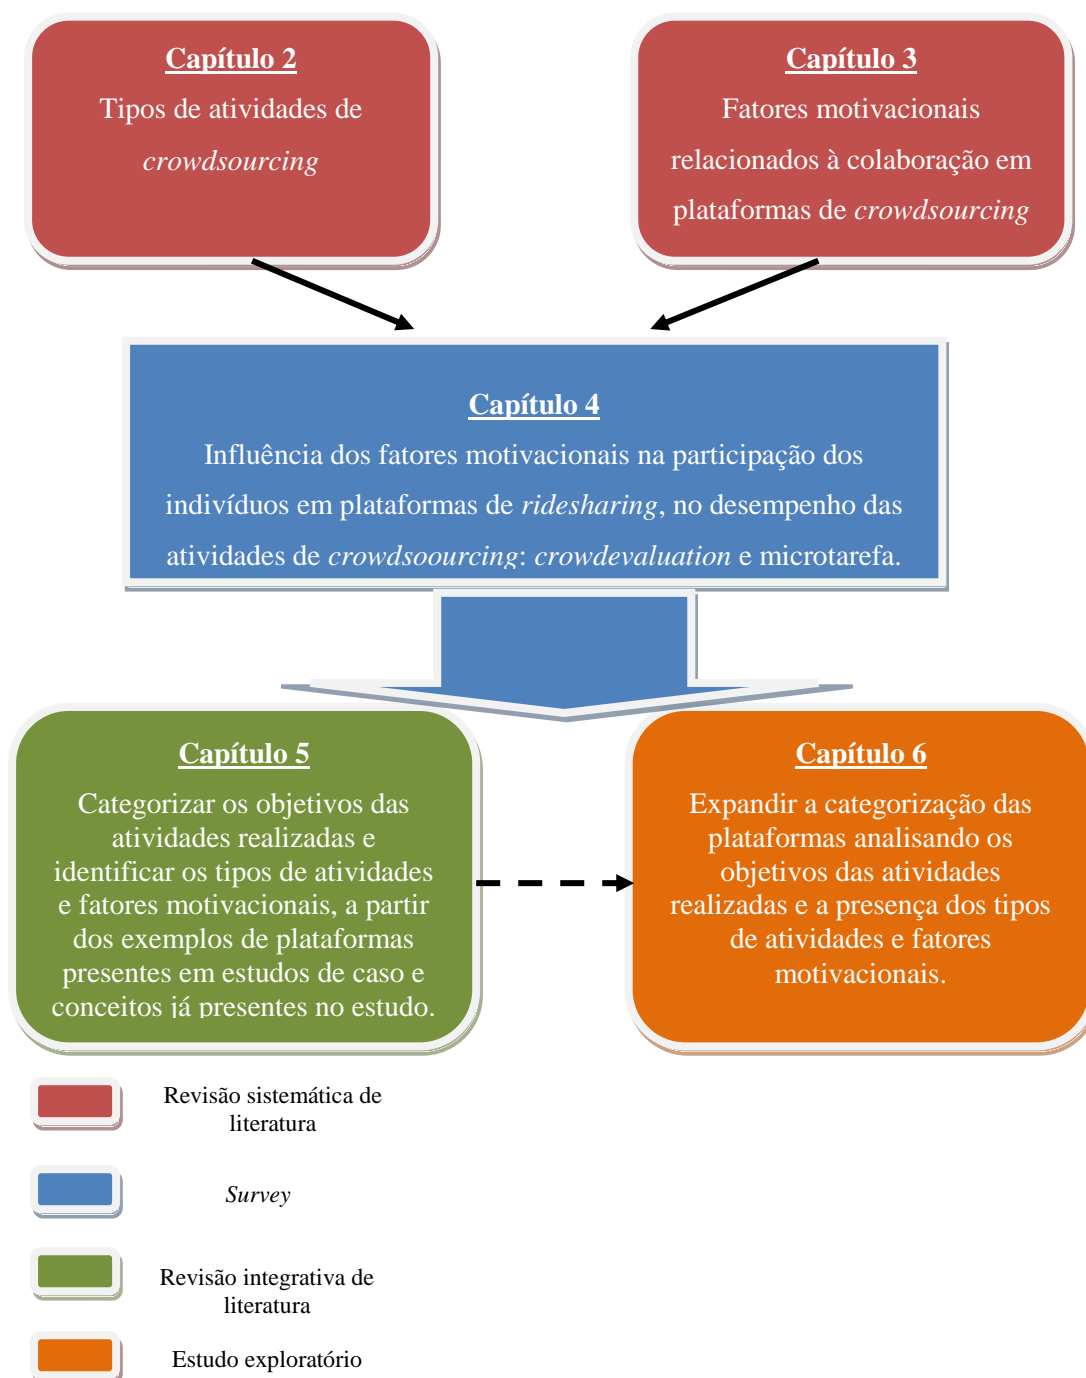 Capítulo 2
Tipos de atividades de
crowdsourcing
Capítulo 3
Fatores motivacionais
relacionados à colaboração em
plataformas de crowdsourcing
Capítulo 4
Influência dos fatores motivacionais na participação dos
indivíduos em plataformas de ridesharing, no desempenho das
atividades de crowdsoourcing: crowdevaluation e microtarefa.
Capítulo 5
Categorizar os objetivos das
atividades realizadas e
identificar os tipos de atividades
e fatores motivacionais, a partir
dos exemplos de plataformas
presentes em estudos de caso e
conceitos já presentes no estudo.
Capítulo 6
Expandir a categorização das
plataformas analisando os
objetivos das atividades
realizadas e a presença dos tipos
de atividades e fatores
motivacionais.
Revisão sistemática de
literatura
Survey
Revisão integrativa de
literatura
Estudo exploratório